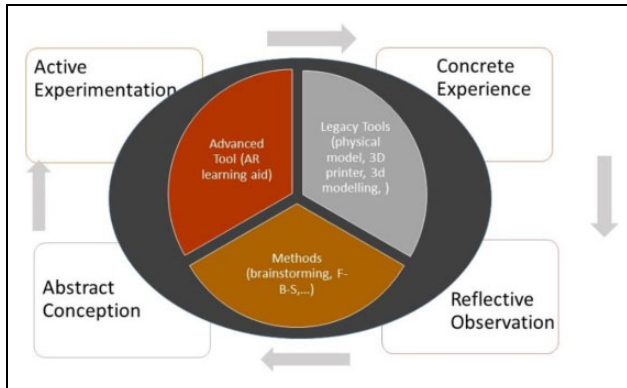 Active
Experimentation
Concrete
Experience
Advanced
Tool (AR
learning aid)
Legacy Tools
(physical
model, 3D
printer, 3d
modelling, )
Methods
(brainstorming, F-
B-S,...)
Abstract
Conception
Reflective
Observation